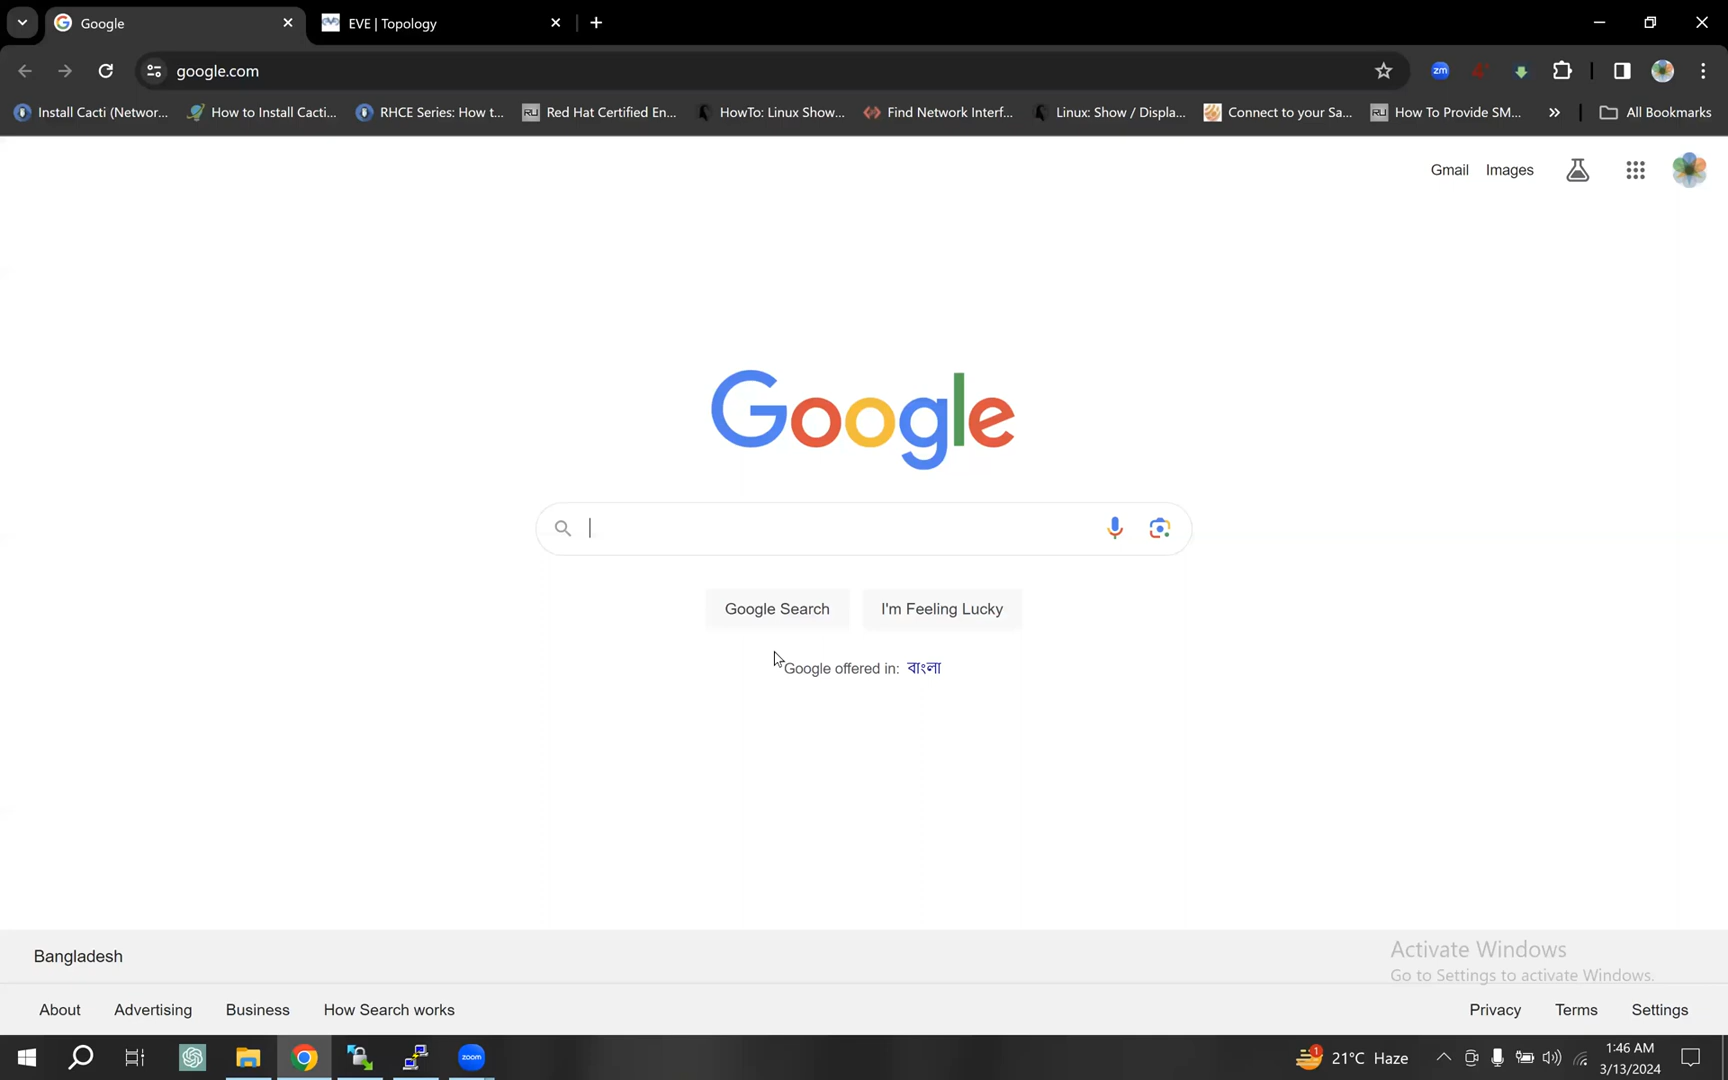 Google
EVE | Topology
google.com
Install Cacti (Networ...
How to Install Cacti...
RHCE Series: How t...
Red Hat Certified En...
HowTo: Linux Show...
Find Network Interf...
Linux: Show / Displa...
Connect to your Sa...
How To Provide SM...
»
All Bookmarks
zm
Gmail
Images
Google
Google Search
I'm Feeling Lucky
Google offered in: বাংলা
Bangladesh
Activate Windows
Go to Settings to activate Windows.
About
Advertising
Business
How Search works
Privacy
Terms
Settings
zoom
1
21°C Haze
1:46 AM
3/13/2024